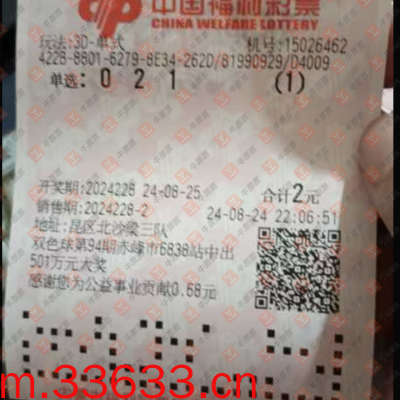 中国福利彩票
CHINA WELFARE LOTTERY
玩法:3D-单式 机号:15026462
4228-8801-6279-8E34-262D/81990929/D4009
单选: 0 2 1 (1)
开奖期:2024228 24-08-25 合计2元
销售期:2024228-2 24-08-24 22:06:51
地址:昆区北沙梁三队
双色球第94期赤峰市6838站中出
501万元大奖
感谢您为公益事业贡献0.68元
m.33633.cn